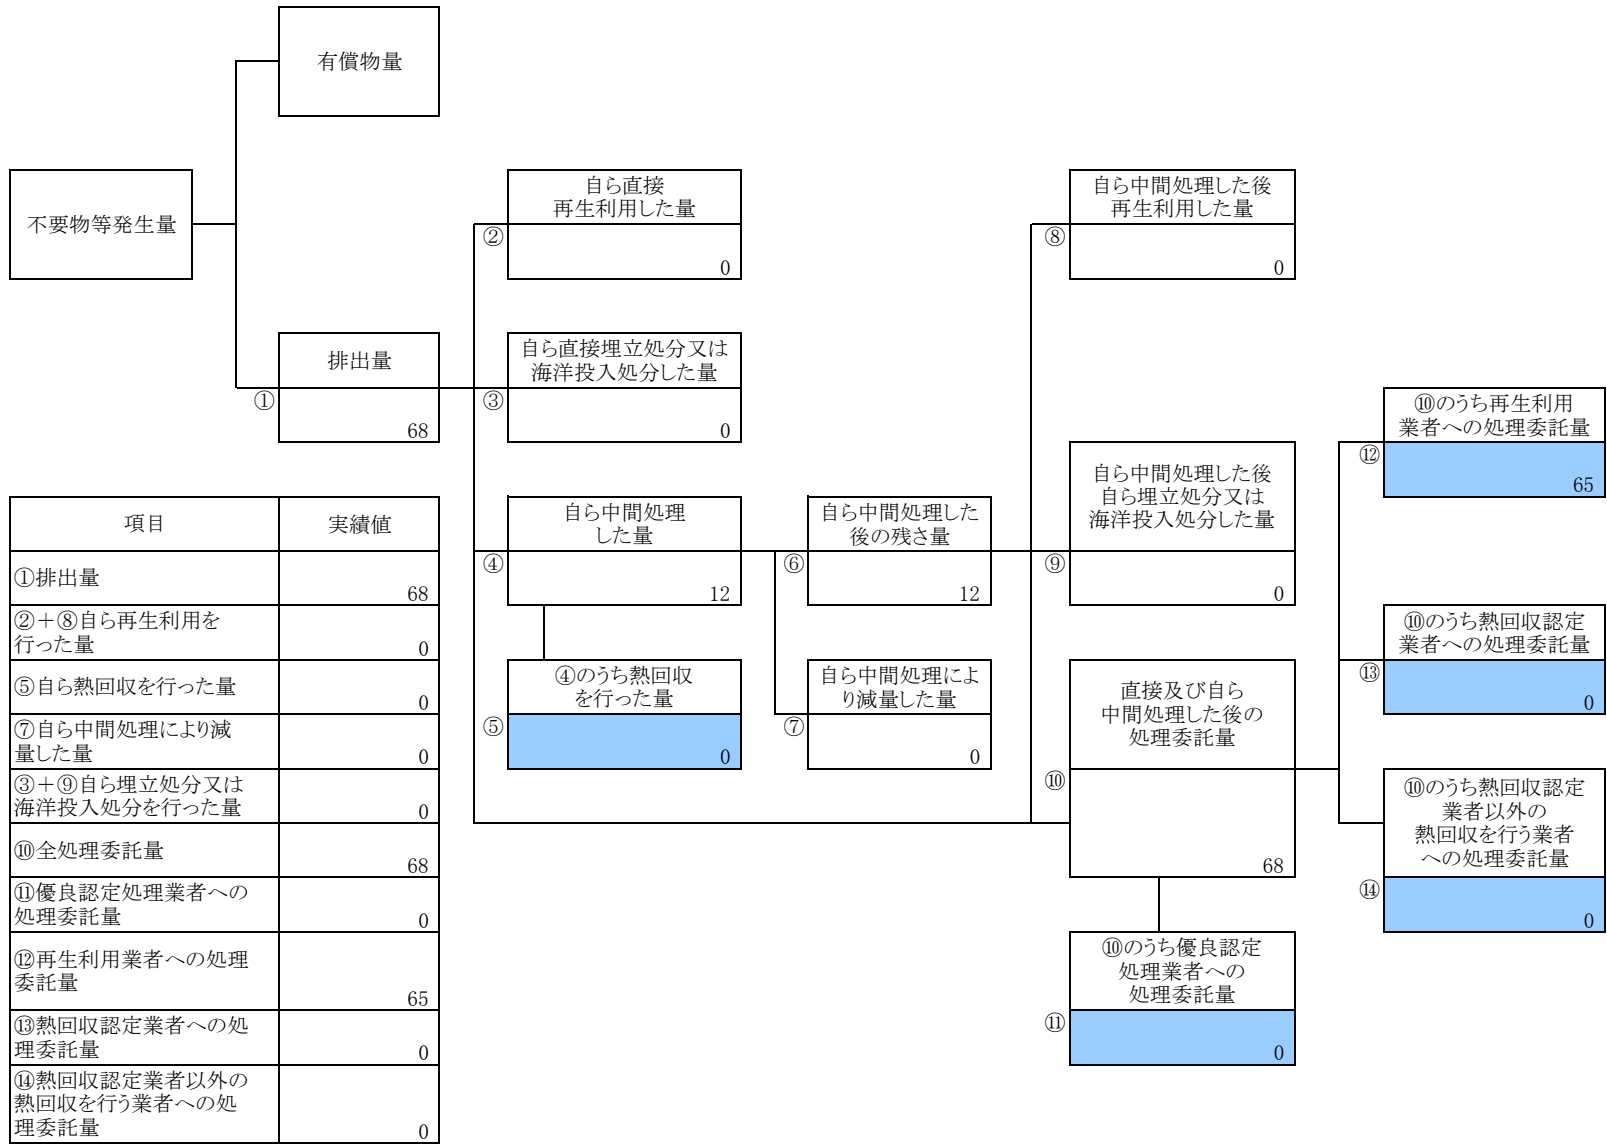 有償物量
不要物等発生量
自ら直接
再生利用した量
②
0
自ら中間処理した後
再生利用した量
⑧
0
排出量
①
68
自ら直接埋立処分又は
海洋投入処分した量
③
0
⑩のうち再生利用
業者への処理委託量
⑫
65
自ら中間処理
した量
④
12
自ら中間処理した
後の残さ量
⑥
12
自ら中間処理した後
自ら埋立処分又は
海洋投入処分した量
⑨
0
⑩のうち熱回収認定
業者への処理委託量
⑬
0
④のうち熱回収
を行った量
⑤
0
自ら中間処理によ
り減量した量
⑦
0
直接及び自ら
中間処理した後の
処理委託量
⑩
68
⑩のうち熱回収認定
業者以外の
熱回収を行う業者
への処理委託量
⑭
0
⑩のうち優良認定
処理業者への
処理委託量
⑪
0
項目 実績値
①排出量
68
②＋⑧自ら再生利用を
行った量
0
⑤自ら熱回収を行った量
0
⑦自ら中間処理により減
量した量
0
③＋⑨自ら埋立処分又は
海洋投入処分を行った量
0
⑩全処理委託量
68
⑪優良認定処理業者への
処理委託量
0
⑫再生利用業者への処理
委託量
65
⑬熱回収認定業者への処
理委託量
0
⑭熱回収認定業者以外の
熱回収を行う業者への処
理委託量
0